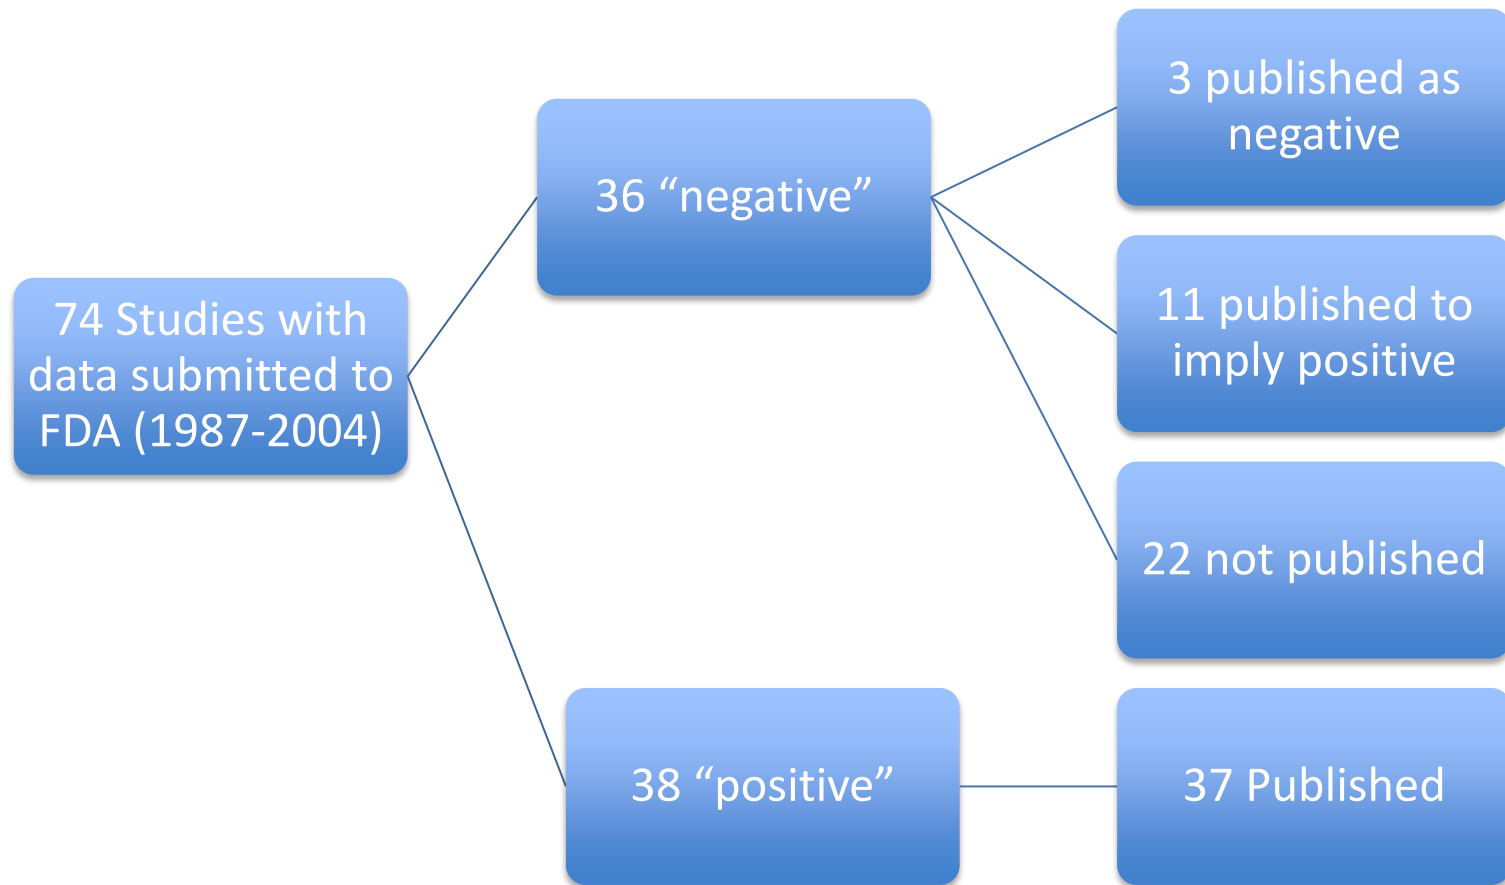 74 Studies with
data submitted to
FDA (1987-2004)
36 “negative”
3 published as
negative
11 published to
imply positive
22 not published
38 “positive”
37 Published